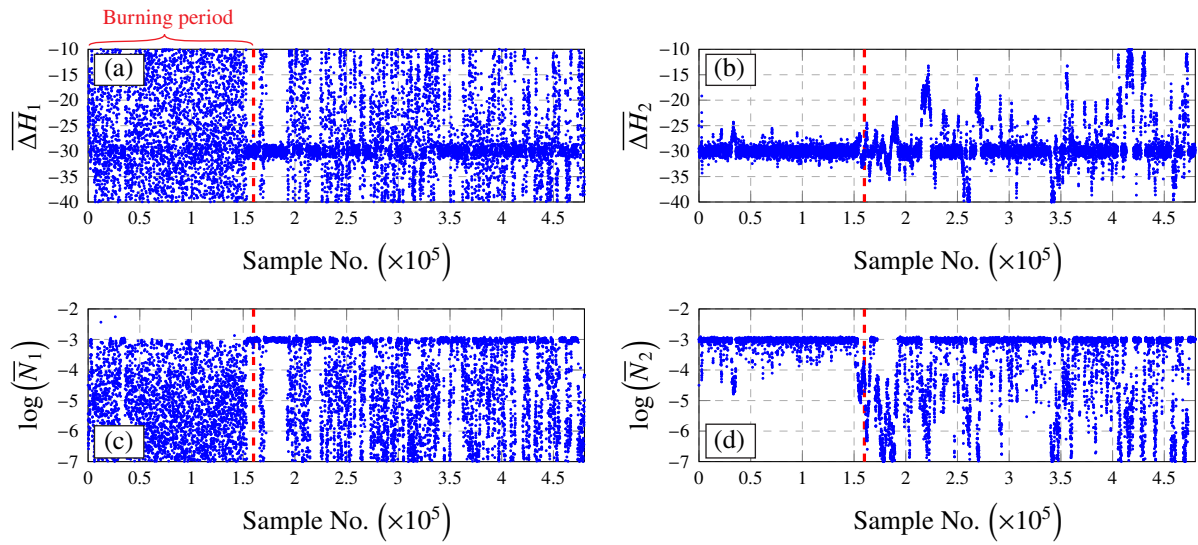 Burning period
−10
−15
−20
−25
−30
−35
−40
ΔH̅₁
(a)
0 0.5 1 1.5 2 2.5 3 3.5 4 4.5
Sample No. (×10⁵)
−10
−15
−20
−25
−30
−35
−40
ΔH̅₂
(b)
0 0.5 1 1.5 2 2.5 3 3.5 4 4.5
Sample No. (×10⁵)
−2
−3
−4
−5
−6
−7
log(N̅₁)
(c)
0 0.5 1 1.5 2 2.5 3 3.5 4 4.5
Sample No. (×10⁵)
−2
−3
−4
−5
−6
−7
log(N̅₂)
(d)
0 0.5 1 1.5 2 2.5 3 3.5 4 4.5
Sample No. (×10⁵)